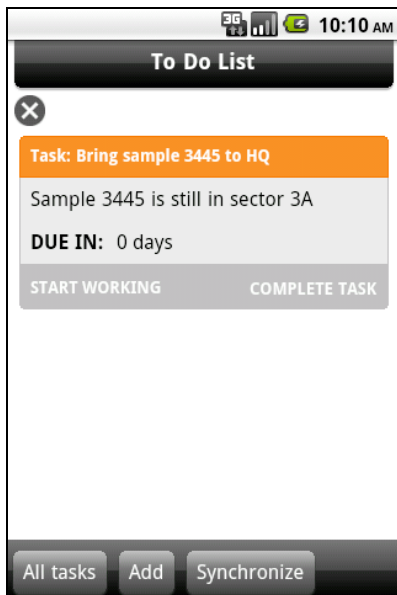 3G 10:10 AM
To Do List
Task: Bring sample 3445 to HQ
Sample 3445 is still in sector 3A
DUE IN: 0 days
START WORKING COMPLETE TASK
All tasks Add Synchronize